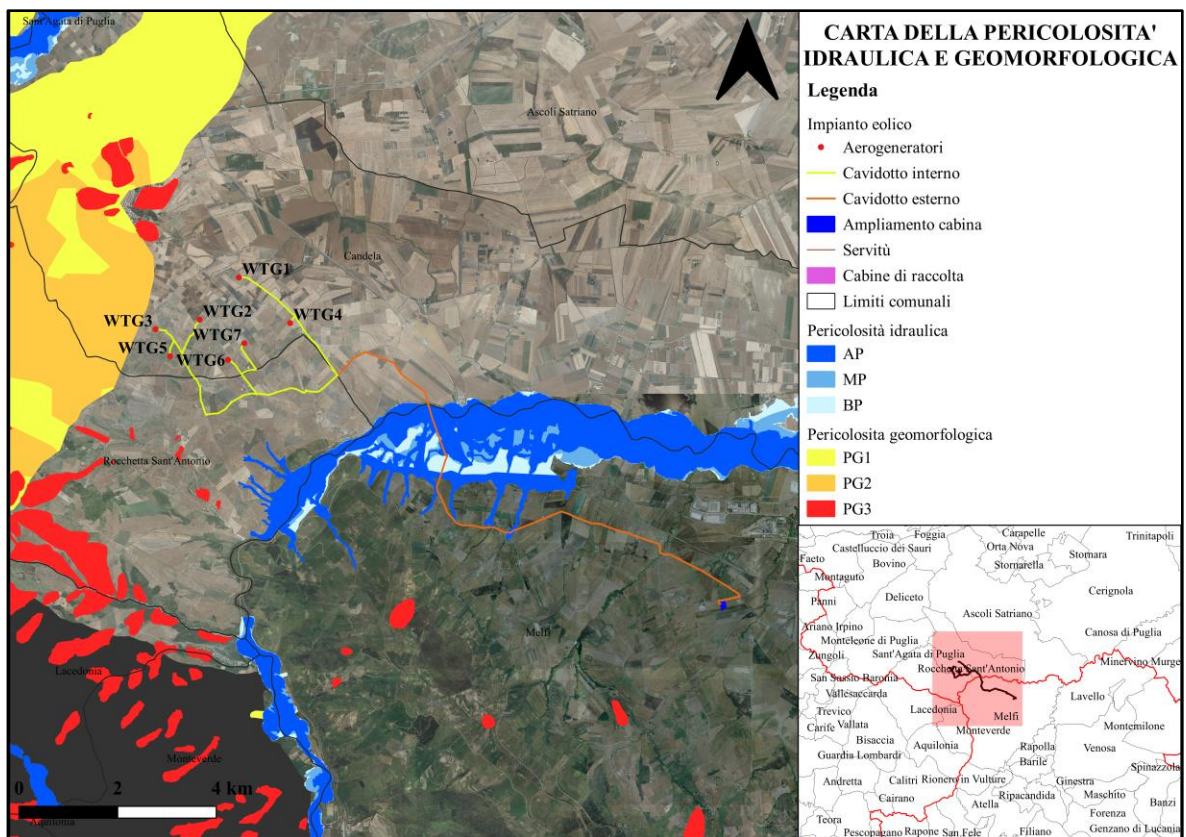 Sant'Agata di Puglia
Ascoli Satriano
Candela
WTG1
WTG2
WTG3
WTG4
WTG7
WTG5
WTG6
Rocchetta Sant'Antonio
Melfi
Lacedonia
Monteverde
Aquilonia
0 2 4 km
CARTA DELLA PERICOLOSITA'
IDRAULICA E GEOMORFOLOGICA
Legenda
Impianto eolico
Aerogeneratori
Cavidotto interno
Cavidotto esterno
Ampliamento cabina
Servitù
Cabine di raccolta
Limiti comunali
Pericolosità idraulica
AP
MP
BP
Pericolosita geomorfologica
PG1
PG2
PG3
Troia
Foggia
Carapelle
Trinitapoli
Castelluccio dei Sauri
Orta Nova
Stornara
Faeto
Bovino
Stornarella
Montaguto
Cerignola
Panni
Deliceto
Ascoli Satriano
Ariano Irpino
Canosa di Puglia
Monteleone di Puglia
Zungoli
Sant'Agata di Puglia
Minervino Murge
Rocchetta Sant'Antonio
San Sossio Baronia
Vallesaccarda
Lavello
Lacedonia
Melfi
Trevico
Carife
Vallata
Monteverde
Montemilone
Bisaccia
Aquilonia
Rapolla
Venosa
Guardia Lombardi
Barile
Spinazzola
Andretta
Calitri
Rionero in Vulture
Ginestra
Cairano
Ripacandida
Maschito
Banzi
Atella
Forenza
Teora
Pescopagano
Rapone
San Fele
Filiano
Genzano di Lucania